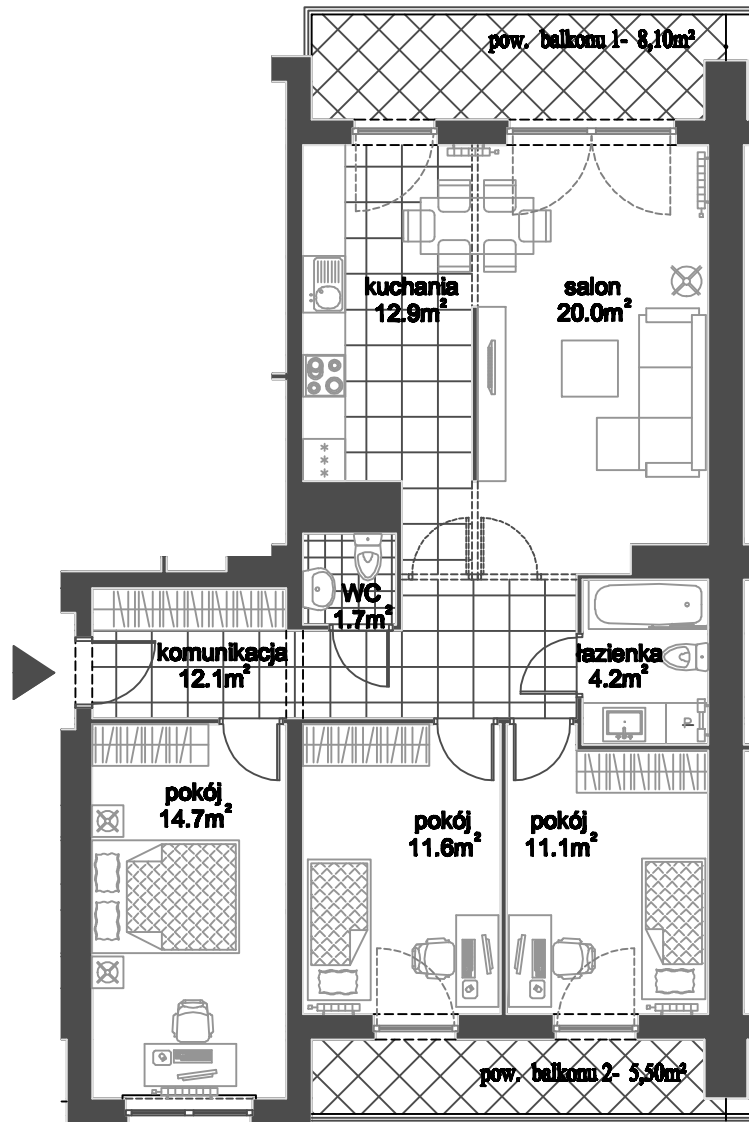 pow. balkonu 1- 8,10m²
kuchania
12.9m²
salon
20.0m²
WC
1.7m²
komunikacja
12.1m²
łazienka
4.2m²
pokój
14.7m²
pokój
11.6m²
pokój
11.1m²
pow. balkonu 2- 5,50m²